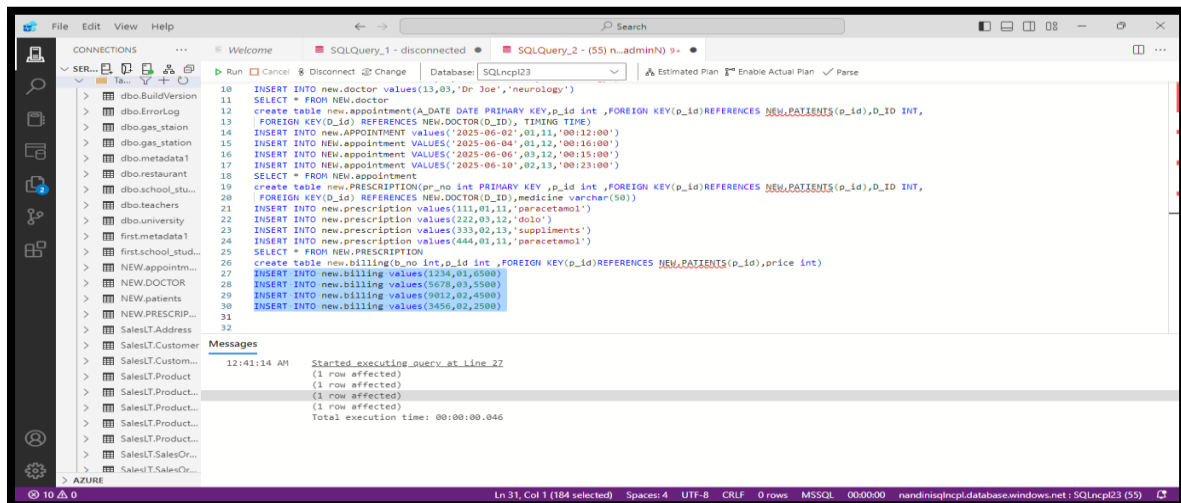 File Edit View Help
Search
CONNECTIONS ...
Welcome
SQLQuery_1 - disconnected
SQLQuery_2 - (55) n...adminN) 9+
SER...
Run Cancel Disconnect Change Database: SQLncpl23 Estimated Plan Enable Actual Plan Parse
Ta...
dbo.BuildVersion
dbo.ErrorLog
dbo.gas_staion
dbo.gas_station
dbo.metadata1
dbo.restaurant
dbo.school_stu...
dbo.teachers
dbo.university
first.metadata1
first.school_stud...
NEW.appointm...
NEW.DOCTOR
NEW.patients
NEW.PRESCRIP...
SalesLT.Address
SalesLT.Customer
SalesLT.Custom...
SalesLT.Product
SalesLT.Product...
SalesLT.Product...
SalesLT.Product...
SalesLT.Product...
SalesLT.SalesOr...
SalesLT.SalesOr...
AZURE
10 INSERT INTO new.doctor values(13,03,'Dr Joe','neurology')
11 SELECT * FROM NEW.doctor
12 create table new.appointment(A_DATE DATE PRIMARY KEY,p_id int ,FOREIGN KEY(p_id)REFERENCES NEW.PATIENTS(p_id),D_ID INT,
13 FOREIGN KEY(D_id) REFERENCES NEW.DOCTOR(D_ID), TIMING TIME)
14 INSERT INTO new.APPOINTMENT values('2025-06-02',01,11,'00:12:00')
15 INSERT INTO NEW.appointment VALUES('2025-06-04',01,12,'00:16:00')
16 INSERT INTO NEW.appointment VALUES('2025-06-06',03,12,'00:15:00')
17 INSERT INTO NEW.appointment VALUES('2025-06-10',02,13,'00:23:00')
18 SELECT * FROM NEW.appointment
19 create table new.PRESCRIPTION(pr_no int PRIMARY KEY ,p_id int ,FOREIGN KEY(p_id)REFERENCES NEW.PATIENTS(p_id),D_ID INT,
20 FOREIGN KEY(D_id) REFERENCES NEW.DOCTOR(D_ID),medicine varchar(50))
21 INSERT INTO new.prescription values(111,01,11,'paracetamol')
22 INSERT INTO new.prescription values(222,03,12,'dolo')
23 INSERT INTO new.prescription values(333,02,13,'suppliments')
24 INSERT INTO new.prescription values(444,01,11,'paracetamol')
25 SELECT * FROM NEW.PRESCRIPTION
26 create table new.billing(b_no int,p_id int ,FOREIGN KEY(p_id)REFERENCES NEW.PATIENTS(p_id),price int)
27 INSERT INTO new.billing values(1234,01,6500)
28 INSERT INTO new.billing values(5678,03,5500)
29 INSERT INTO new.billing values(9012,02,4500)
30 INSERT INTO new.billing values(3456,02,2500)
31
32
Messages
12:41:14 AM Started executing query at Line 27
(1 row affected)
(1 row affected)
(1 row affected)
(1 row affected)
Total execution time: 00:00:00.046
2
10 0 Ln 31, Col 1 (184 selected) Spaces: 4 UTF-8 CRLF 0 rows MSSQL 00:00:00 nandinisqlncpl.database.windows.net : SQLncpl23 (55)